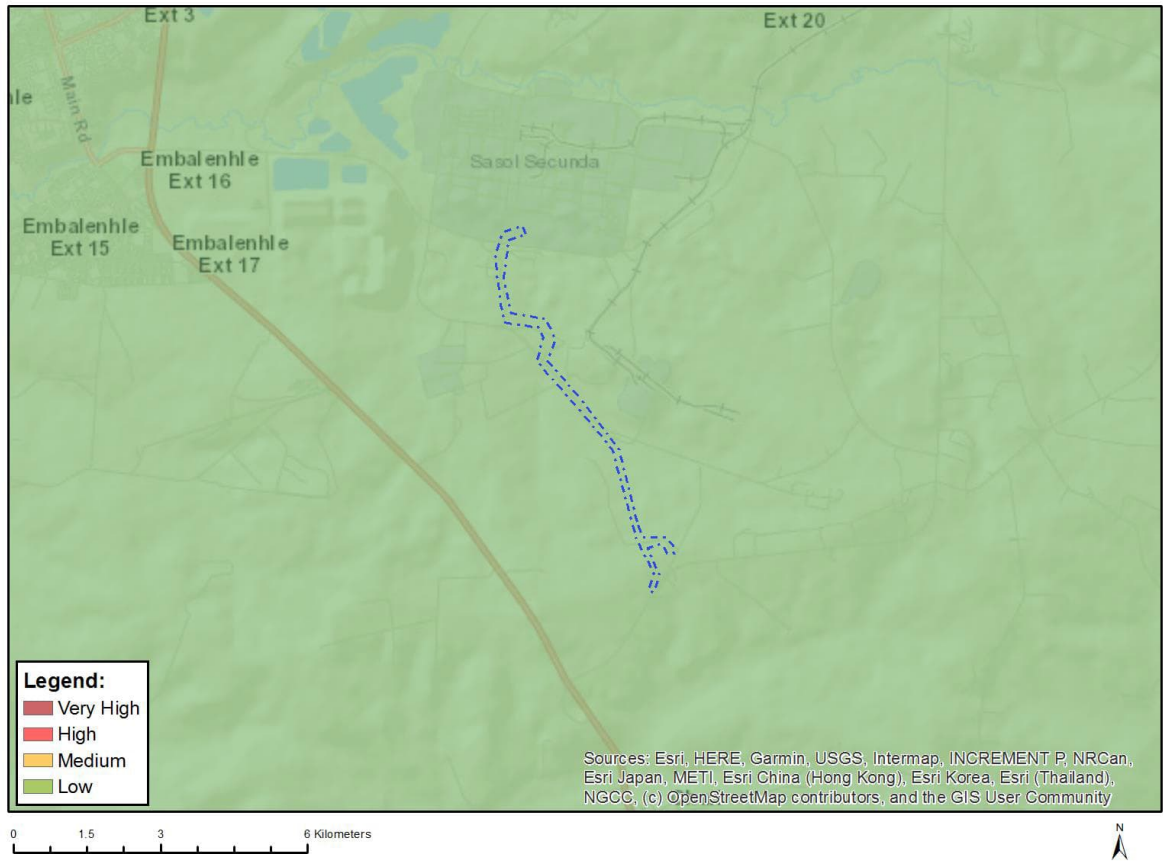 Ext 3
Ext 20
Main Rd
Embalenhle
Ext 16
Sasol Secunda
Embalenhle
Ext 15
Embalenhle
Ext 17
Legend:
Very High
High
Medium
Low
Sources: Esri, HERE, Garmin, USGS, Intermap, INCREMENT P, NRCan,
Esri Japan, METI, Esri China (Hong Kong), Esri Korea, Esri (Thailand),
NGCC, (c) OpenStreetMap contributors, and the GIS User Community
0 1.5 3 6 Kilometers
N